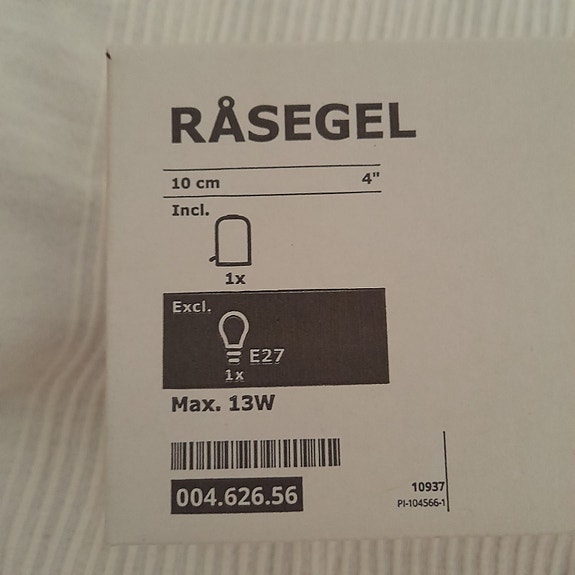 RÅSEGEL
10 cm 4"
Incl.
1x
Excl.
E27
1x
Max. 13W
004.626.56
10937
PI-104566-1